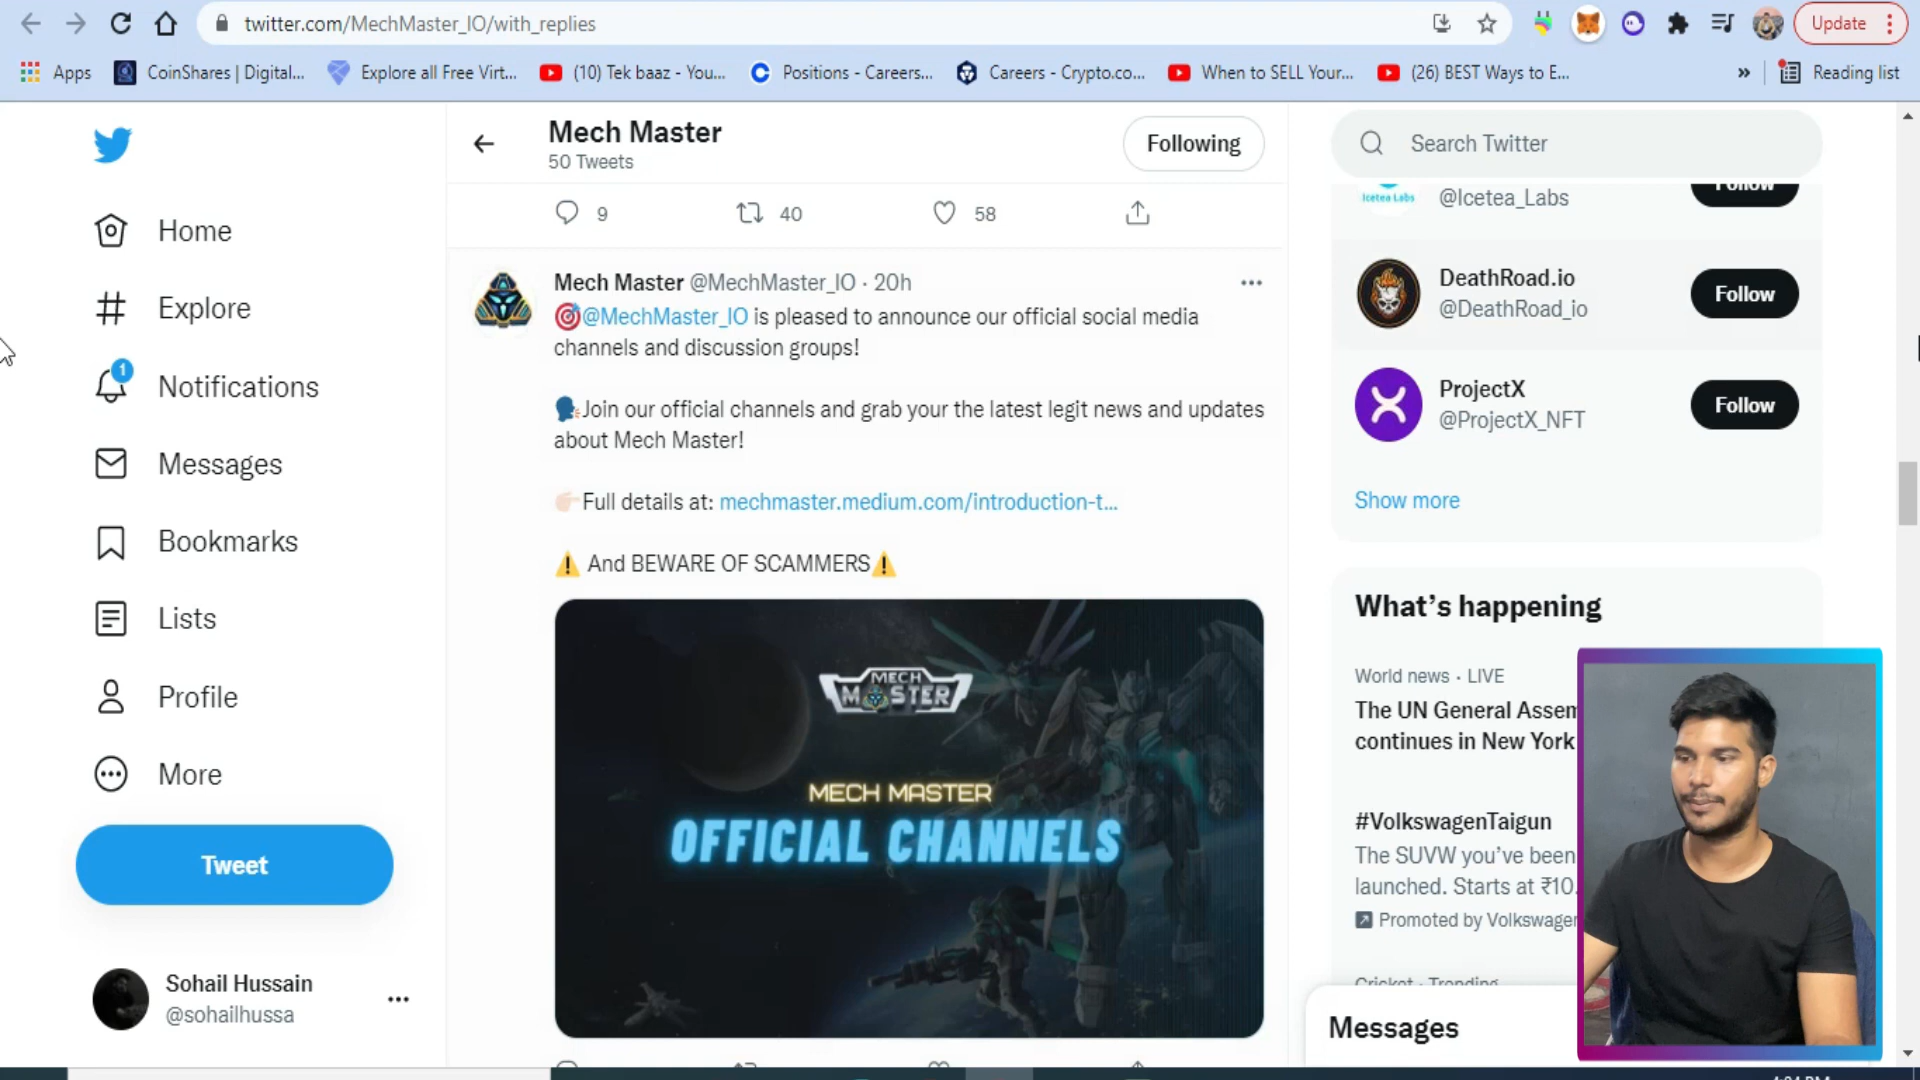 twitter.com/MechMaster_IO/with_replies
Update
Apps
CoinShares | Digital...
Explore all Free Virt...
(10) Tek baaz - You...
Positions - Careers...
Careers - Crypto.co...
When to SELL Your...
(26) BEST Ways to E...
»
Reading list
Home
Explore
1
Notifications
Messages
Bookmarks
Lists
Profile
More
Tweet
Sohail Hussain
@sohailhussa
Mech Master
50 Tweets
Following
9 40 58
Mech Master @MechMaster_IO · 20h
🎯@MechMaster_IO is pleased to announce our official social media
channels and discussion groups!
🗣Join our official channels and grab your the latest legit news and updates
about Mech Master!
👉🏻Full details at: mechmaster.medium.com/introduction-t...
⚠️ And BEWARE OF SCAMMERS⚠️
MECH
MASTER
MECH MASTER
OFFICIAL CHANNELS
Search Twitter
Icetea Labs
@Icetea_Labs
Follow
DeathRoad.io
@DeathRoad_io
Follow
ProjectX
@ProjectX_NFT
Follow
Show more
What's happening
World news · LIVE
The UN General Assem
continues in New York
#VolkswagenTaigun
The SUVW you've been
launched. Starts at ₹10.
Promoted by Volkswagen
Cricket · Trending
Messages